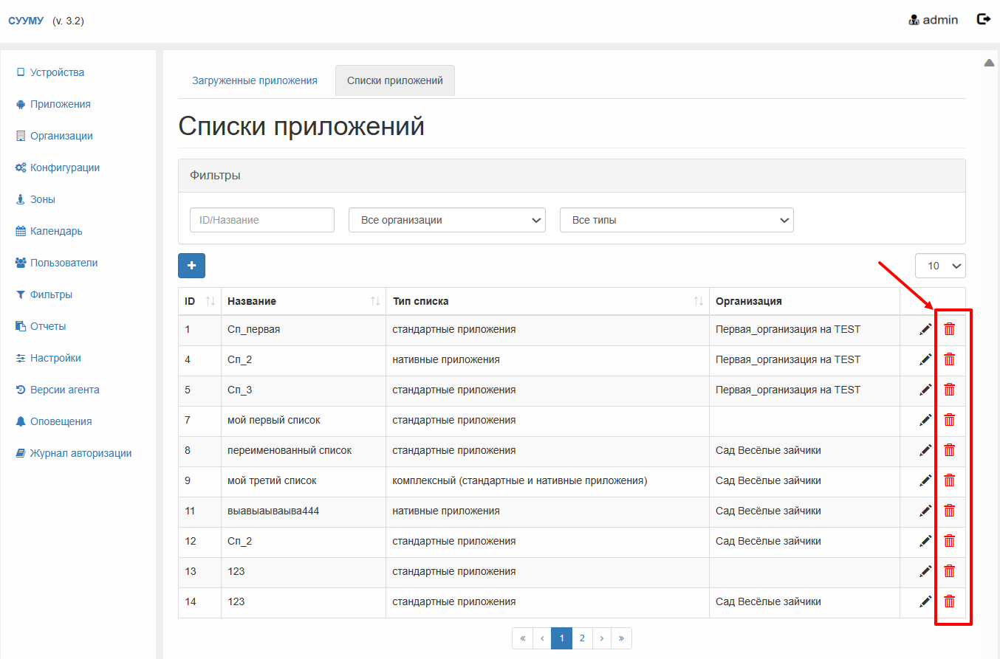 СУУМУ (v. 3.2) admin
Устройства
Приложения
Организации
Конфигурации
Зоны
Календарь
Пользователи
Фильтры
Отчеты
Настройки
Версии агента
Оповещения
Журнал авторизации
Загруженные приложения Списки приложений
Списки приложений
Фильтры
ID/Название Все организации Все типы
+ 10
ID Название Тип списка Организация
1 Сп_первая стандартные приложения Первая_организация на TEST
4 Сп_2 нативные приложения Первая_организация на TEST
5 Сп_3 стандартные приложения Первая_организация на TEST
7 мой первый список стандартные приложения
8 переименованный список стандартные приложения Сад Весёлые зайчики
9 мой третий список комплексный (стандартные и нативные приложения) Сад Весёлые зайчики
11 выавыаываыва444 нативные приложения Сад Весёлые зайчики
12 Сп_2 стандартные приложения Сад Весёлые зайчики
13 123 стандартные приложения
14 123 стандартные приложения Сад Весёлые зайчики
« ‹ 1 2 › »